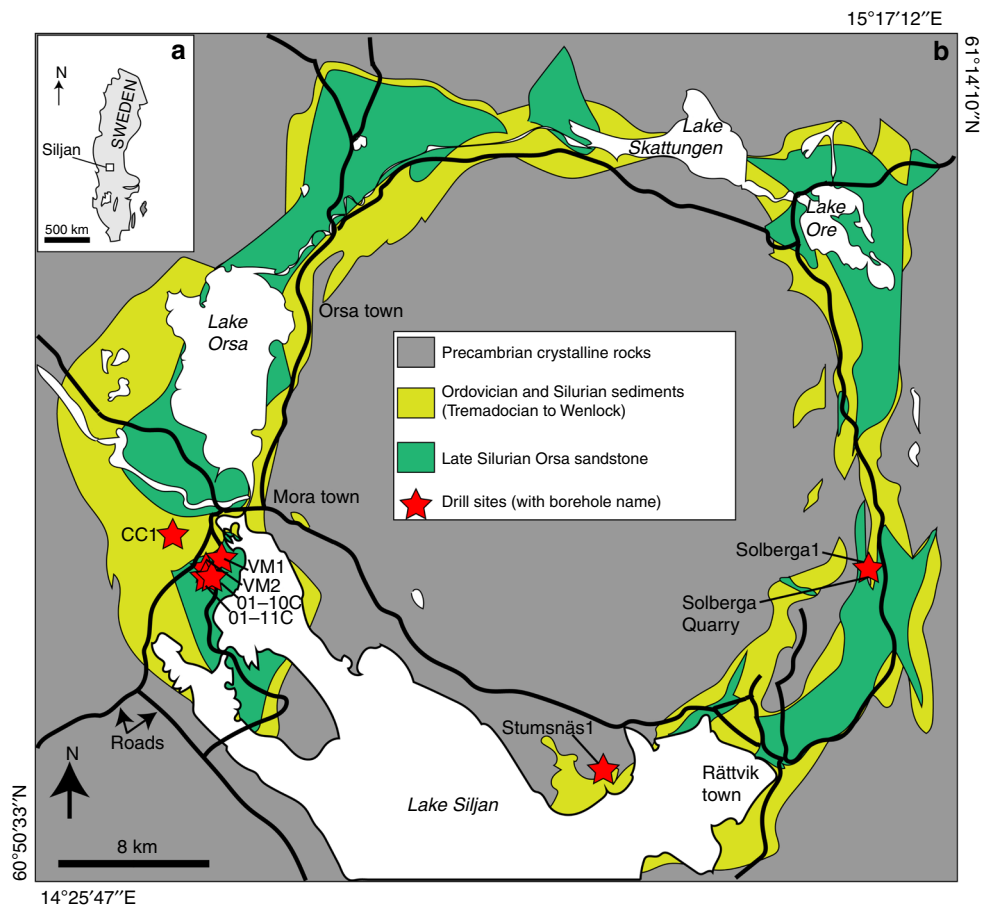 15°17′12″E
61°14′10″N
a
b
N
SWEDEN
Siljan
500 km
Lake
Skattungen
Lake
Ore
Orsa town
Lake
Orsa
Precambrian crystalline rocks
Ordovician and Silurian sediments
(Tremadocian to Wenlock)
Late Silurian Orsa sandstone
Drill sites (with borehole name)
Mora town
CC1
VM1
VM2
01–10C
01–11C
Solberga1
Solberga
Quarry
Roads
Stumsnäs1
N
Lake Siljan
Rättvik
town
8 km
60°50′33″N
14°25′47″E